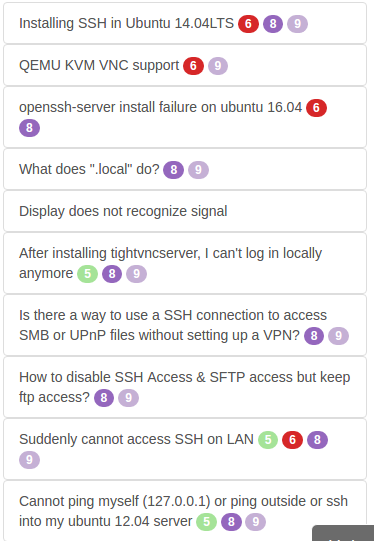 Installing SSH in Ubuntu 14.04LTS 6 8 9
QEMU KVM VNC support 6 9
openssh-server install failure on ubuntu 16.04 6
8
What does ".local" do? 8 9
Display does not recognize signal
After installing tightvncserver, I can't log in locally
anymore 5 8 9
Is there a way to use a SSH connection to access
SMB or UPnP files without setting up a VPN? 8 9
How to disable SSH Access & SFTP access but keep
ftp access? 8 9
Suddenly cannot access SSH on LAN 5 6 8
9
Cannot ping myself (127.0.0.1) or ping outside or ssh
into my ubuntu 12.04 server 5 8 9